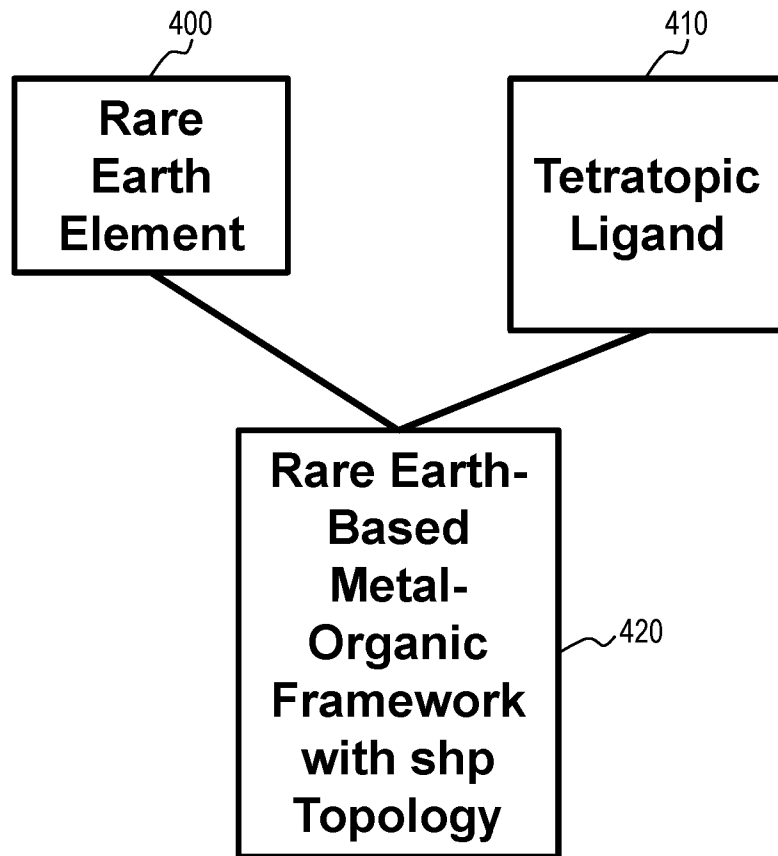 400
410
Rare
Earth
Element
Tetratopic
Ligand
Rare Earth-
Based
Metal-
Organic
Framework
with shp
Topology
420